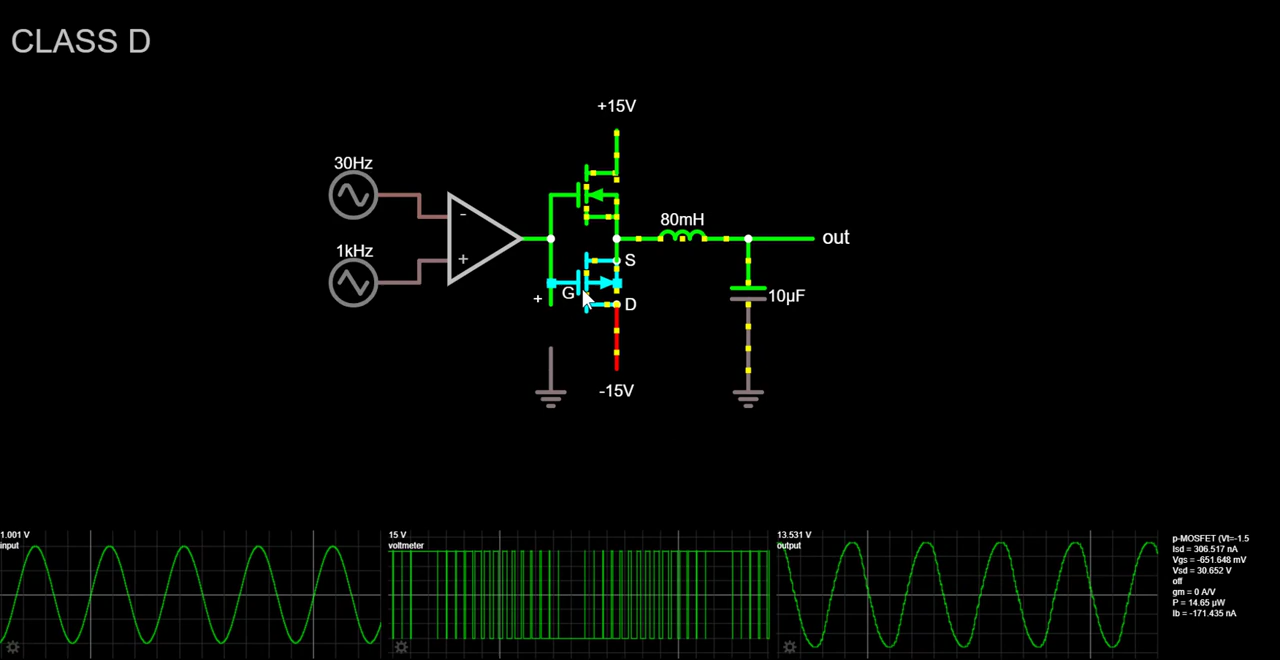 CLASS D
+15V
30Hz
-
80mH
out
1kHz
+
S
G
+
D
10µF
-15V
1.001 V
input
15 V
voltmeter
13.531 V
output
p-MOSFET (Vt=-1.5
Isd = 306.517 nA
Vgs = -651.648 mV
Vsd = 30.652 V
off
gm = 0 A/V
P = 14.65 µW
Ib = -171.435 nA